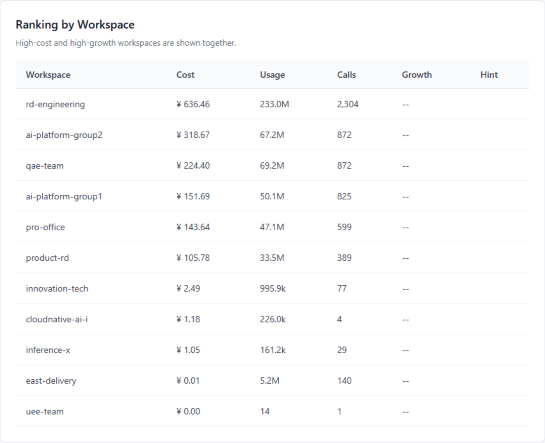 Ranking by Workspace
High-cost and high-growth workspaces are shown together.
Workspace Cost Usage Calls Growth Hint
rd-engineering ¥ 636.46 233.0M 2,304 --
ai-platform-group2 ¥ 318.67 67.2M 872 --
qae-team ¥ 224.40 69.2M 872 --
ai-platform-group1 ¥ 151.69 50.1M 825 --
pro-office ¥ 143.64 47.1M 599 --
product-rd ¥ 105.78 33.5M 389 --
innovation-tech ¥ 2.49 995.9k 77 --
cloudnative-ai-i ¥ 1.18 226.0k 4 --
inference-x ¥ 1.05 161.2k 29 --
east-delivery ¥ 0.01 5.2M 140 --
uee-team ¥ 0.00 14 1 --